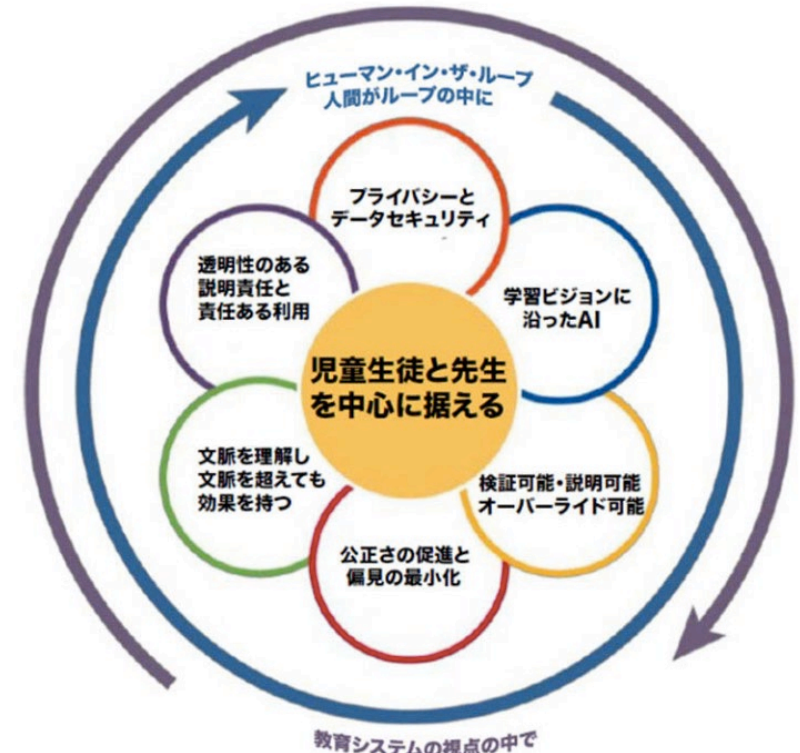 ヒューマン・イン・ザ・ループ
人間がループの中に
プライバシーと
データセキュリティ
学習ビジョンに
沿ったAI
検証可能・説明可能
オーバーライド可能
公正さの促進と
偏見の最小化
文脈を理解し
文脈を超えても
効果を持つ
透明性のある
説明責任と
責任ある利用
児童生徒と先生
を中心に据える
教育システムの視点の中で